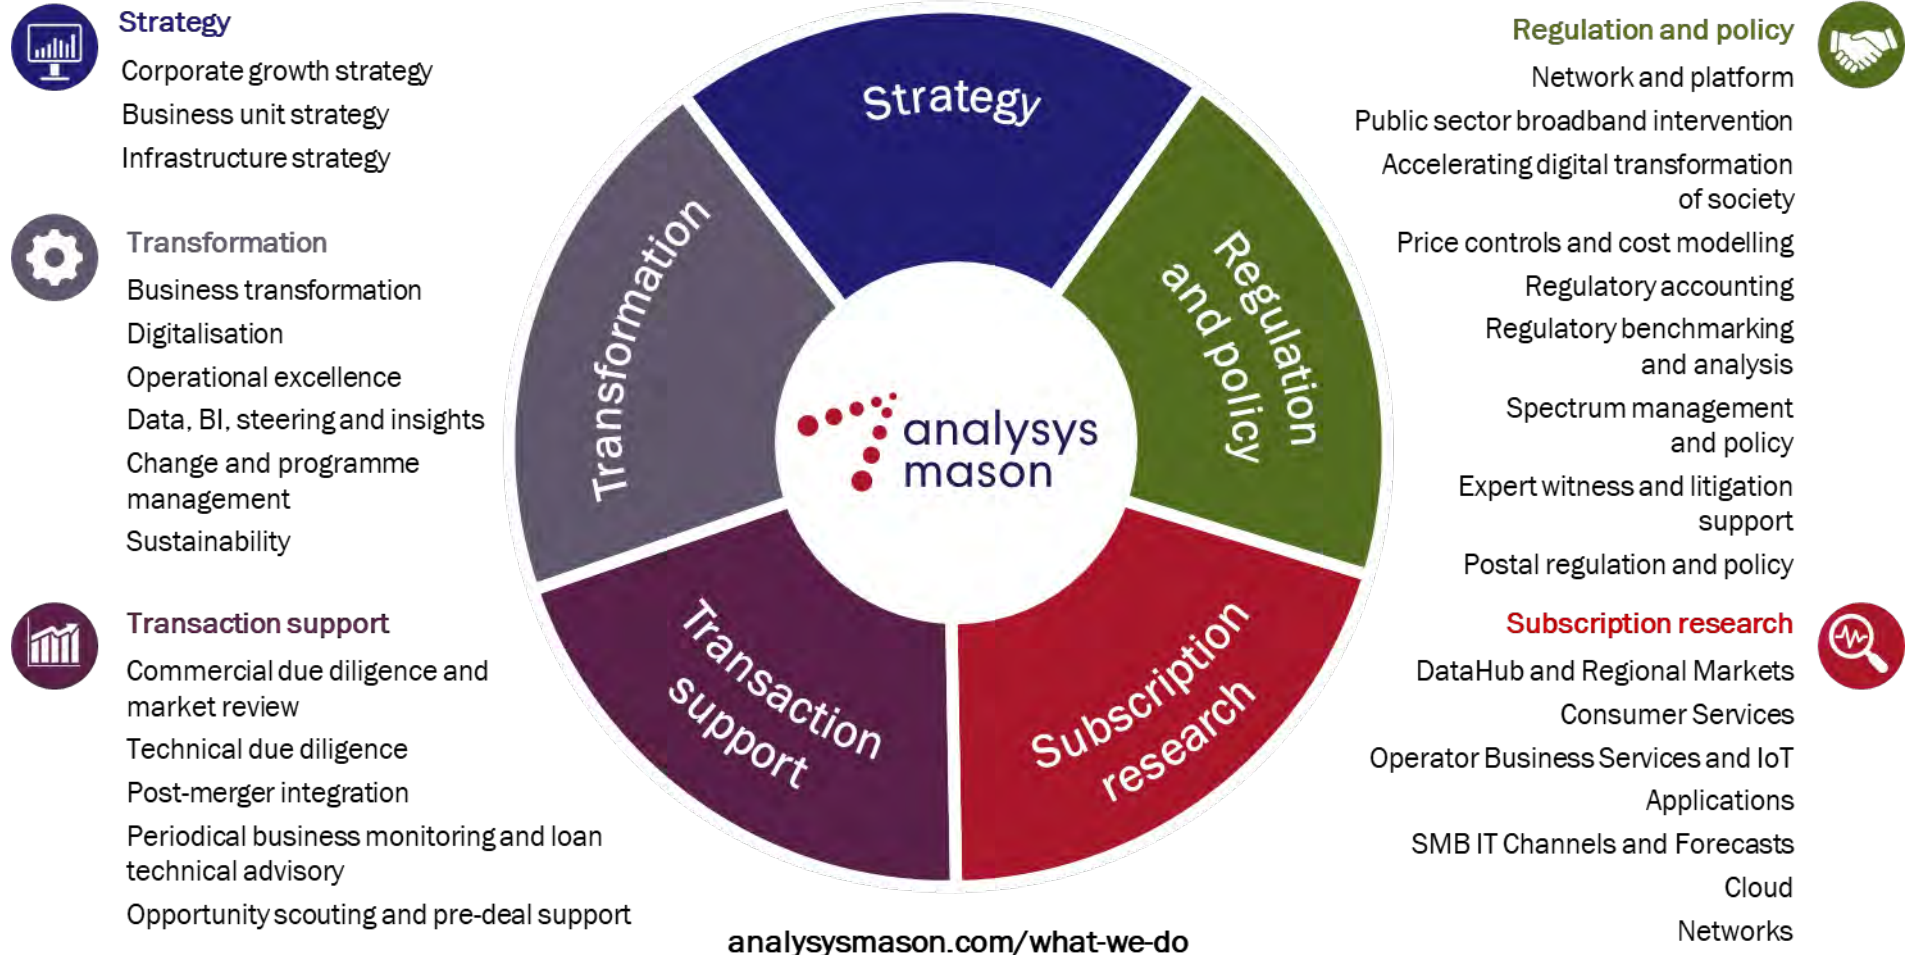 Strategy
Corporate growth strategy
Business unit strategy
Infrastructure strategy
Transformation
Business transformation
Digitalisation
Operational excellence
Data, BI, steering and insights
Change and programme
management
Sustainability
Transaction support
Commercial due diligence and
market review
Technical due diligence
Post-merger integration
Periodical business monitoring and loan
technical advisory
Opportunity scouting and pre-deal support
Strategy
Regulation
and policy
Subscription
research
Transaction
support
Transformation
analysys
mason
analysysmason.com/what-we-do
Regulation and policy
Network and platform
Public sector broadband intervention
Accelerating digital transformation
of society
Price controls and cost modelling
Regulatory accounting
Regulatory benchmarking
and analysis
Spectrum management
and policy
Expert witness and litigation
support
Postal regulation and policy
Subscription research
DataHub and Regional Markets
Consumer Services
Operator Business Services and IoT
Applications
SMB IT Channels and Forecasts
Cloud
Networks